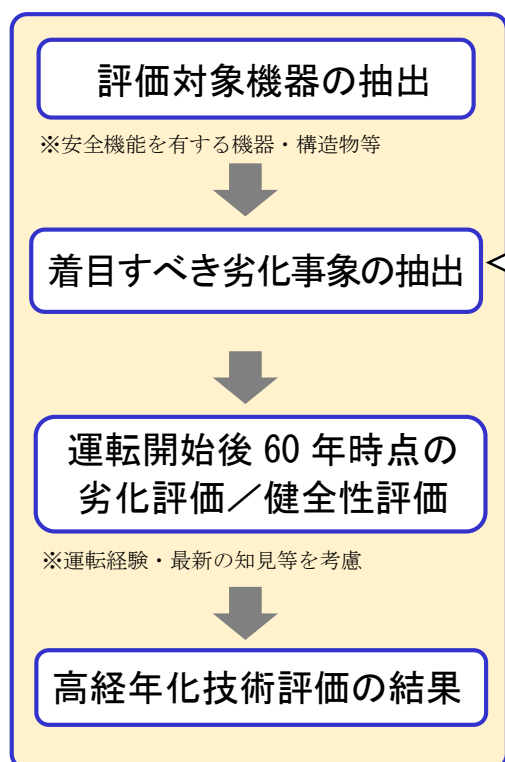 評価対象機器の抽出
※安全機能を有する機器・構造物等
着目すべき劣化事象の抽出
運転開始後 60 年時点の
劣化評価／健全性評価
※運転経験・最新の知見等を考慮
高経年化技術評価の結果